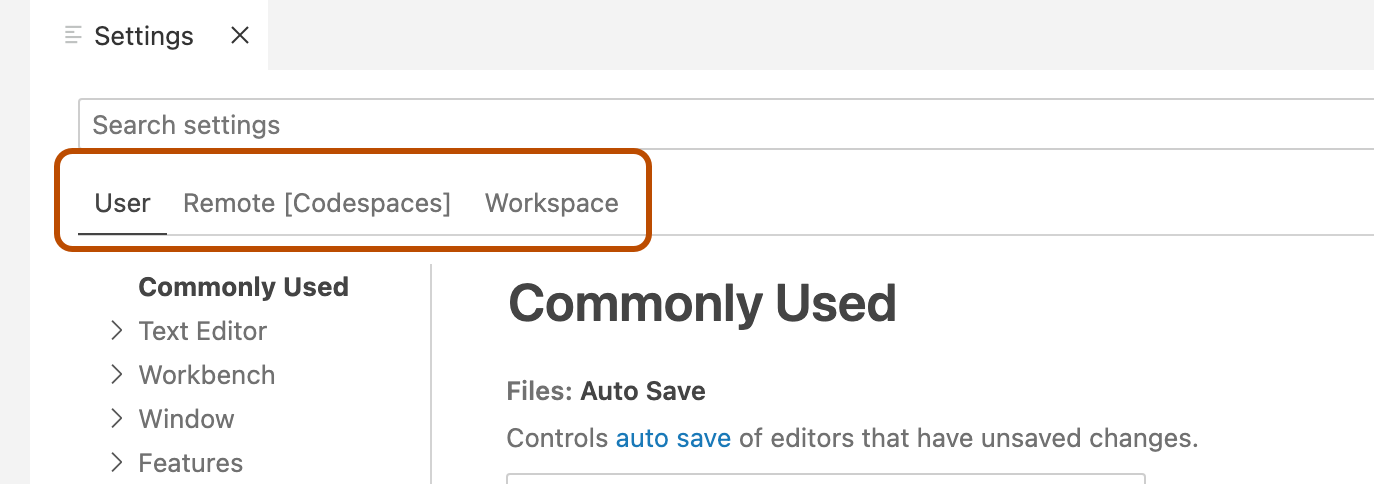 Settings
Search settings
User Remote [Codespaces] Workspace
Commonly Used
Text Editor
Workbench
Window
Features
Commonly Used
Files: Auto Save
Controls auto save of editors that have unsaved changes.